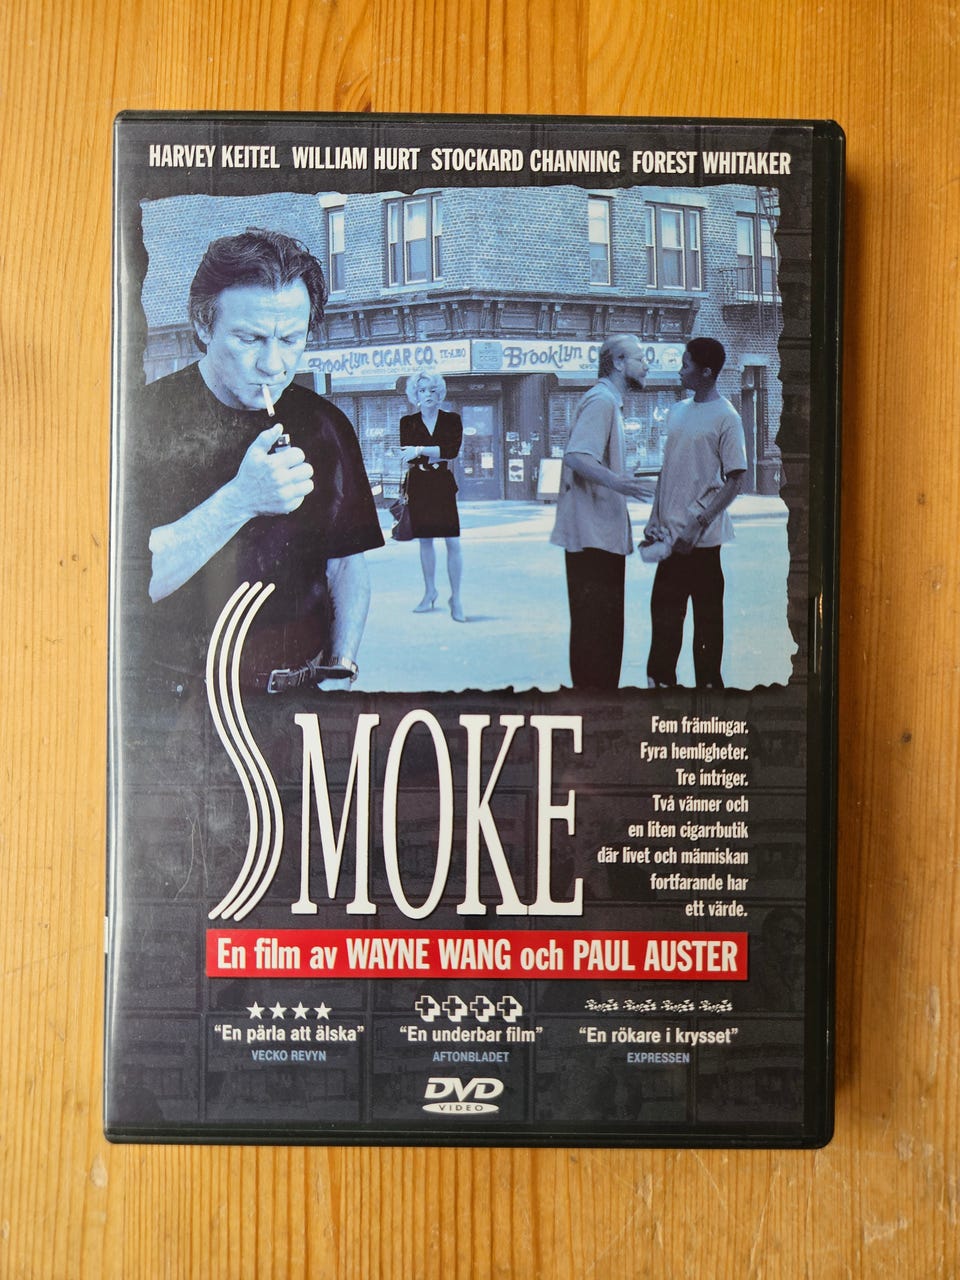 HARVEY KEITEL WILLIAM HURT STOCKARD CHANNING FOREST WHITAKER
Brooklyn CIGAR CO.
Brooklyn CO.
SMOKE
Fem främlingar.
Fyra hemligheter.
Tre intriger.
Två vänner och
en liten cigarrbutik
där livet och människan
fortfarande har
ett värde.
En film av WAYNE WANG och PAUL AUSTER
"En pärla att älska"
VECKO REVYN
"En underbar film"
AFTONBLADET
"En rökare i krysset"
EXPRESSEN
DVD
VIDEO